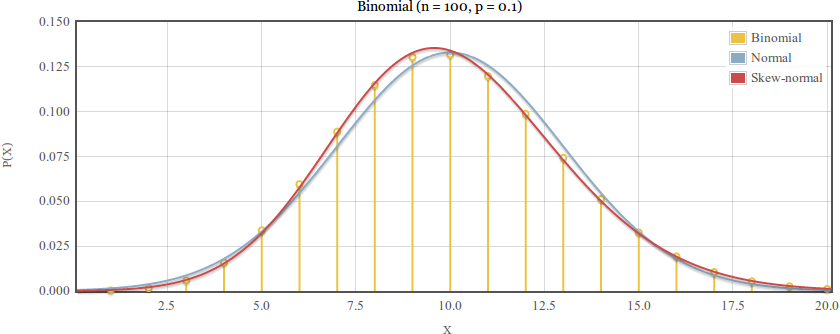 Binomial (n = 100, p = 0.1)
0.150
0.125
0.100
0.075
0.050
0.025
0.000
P(X)
Binomial
Normal
Skew-normal
2.5 5.0 7.5 10.0 12.5 15.0 17.5 20.0
X